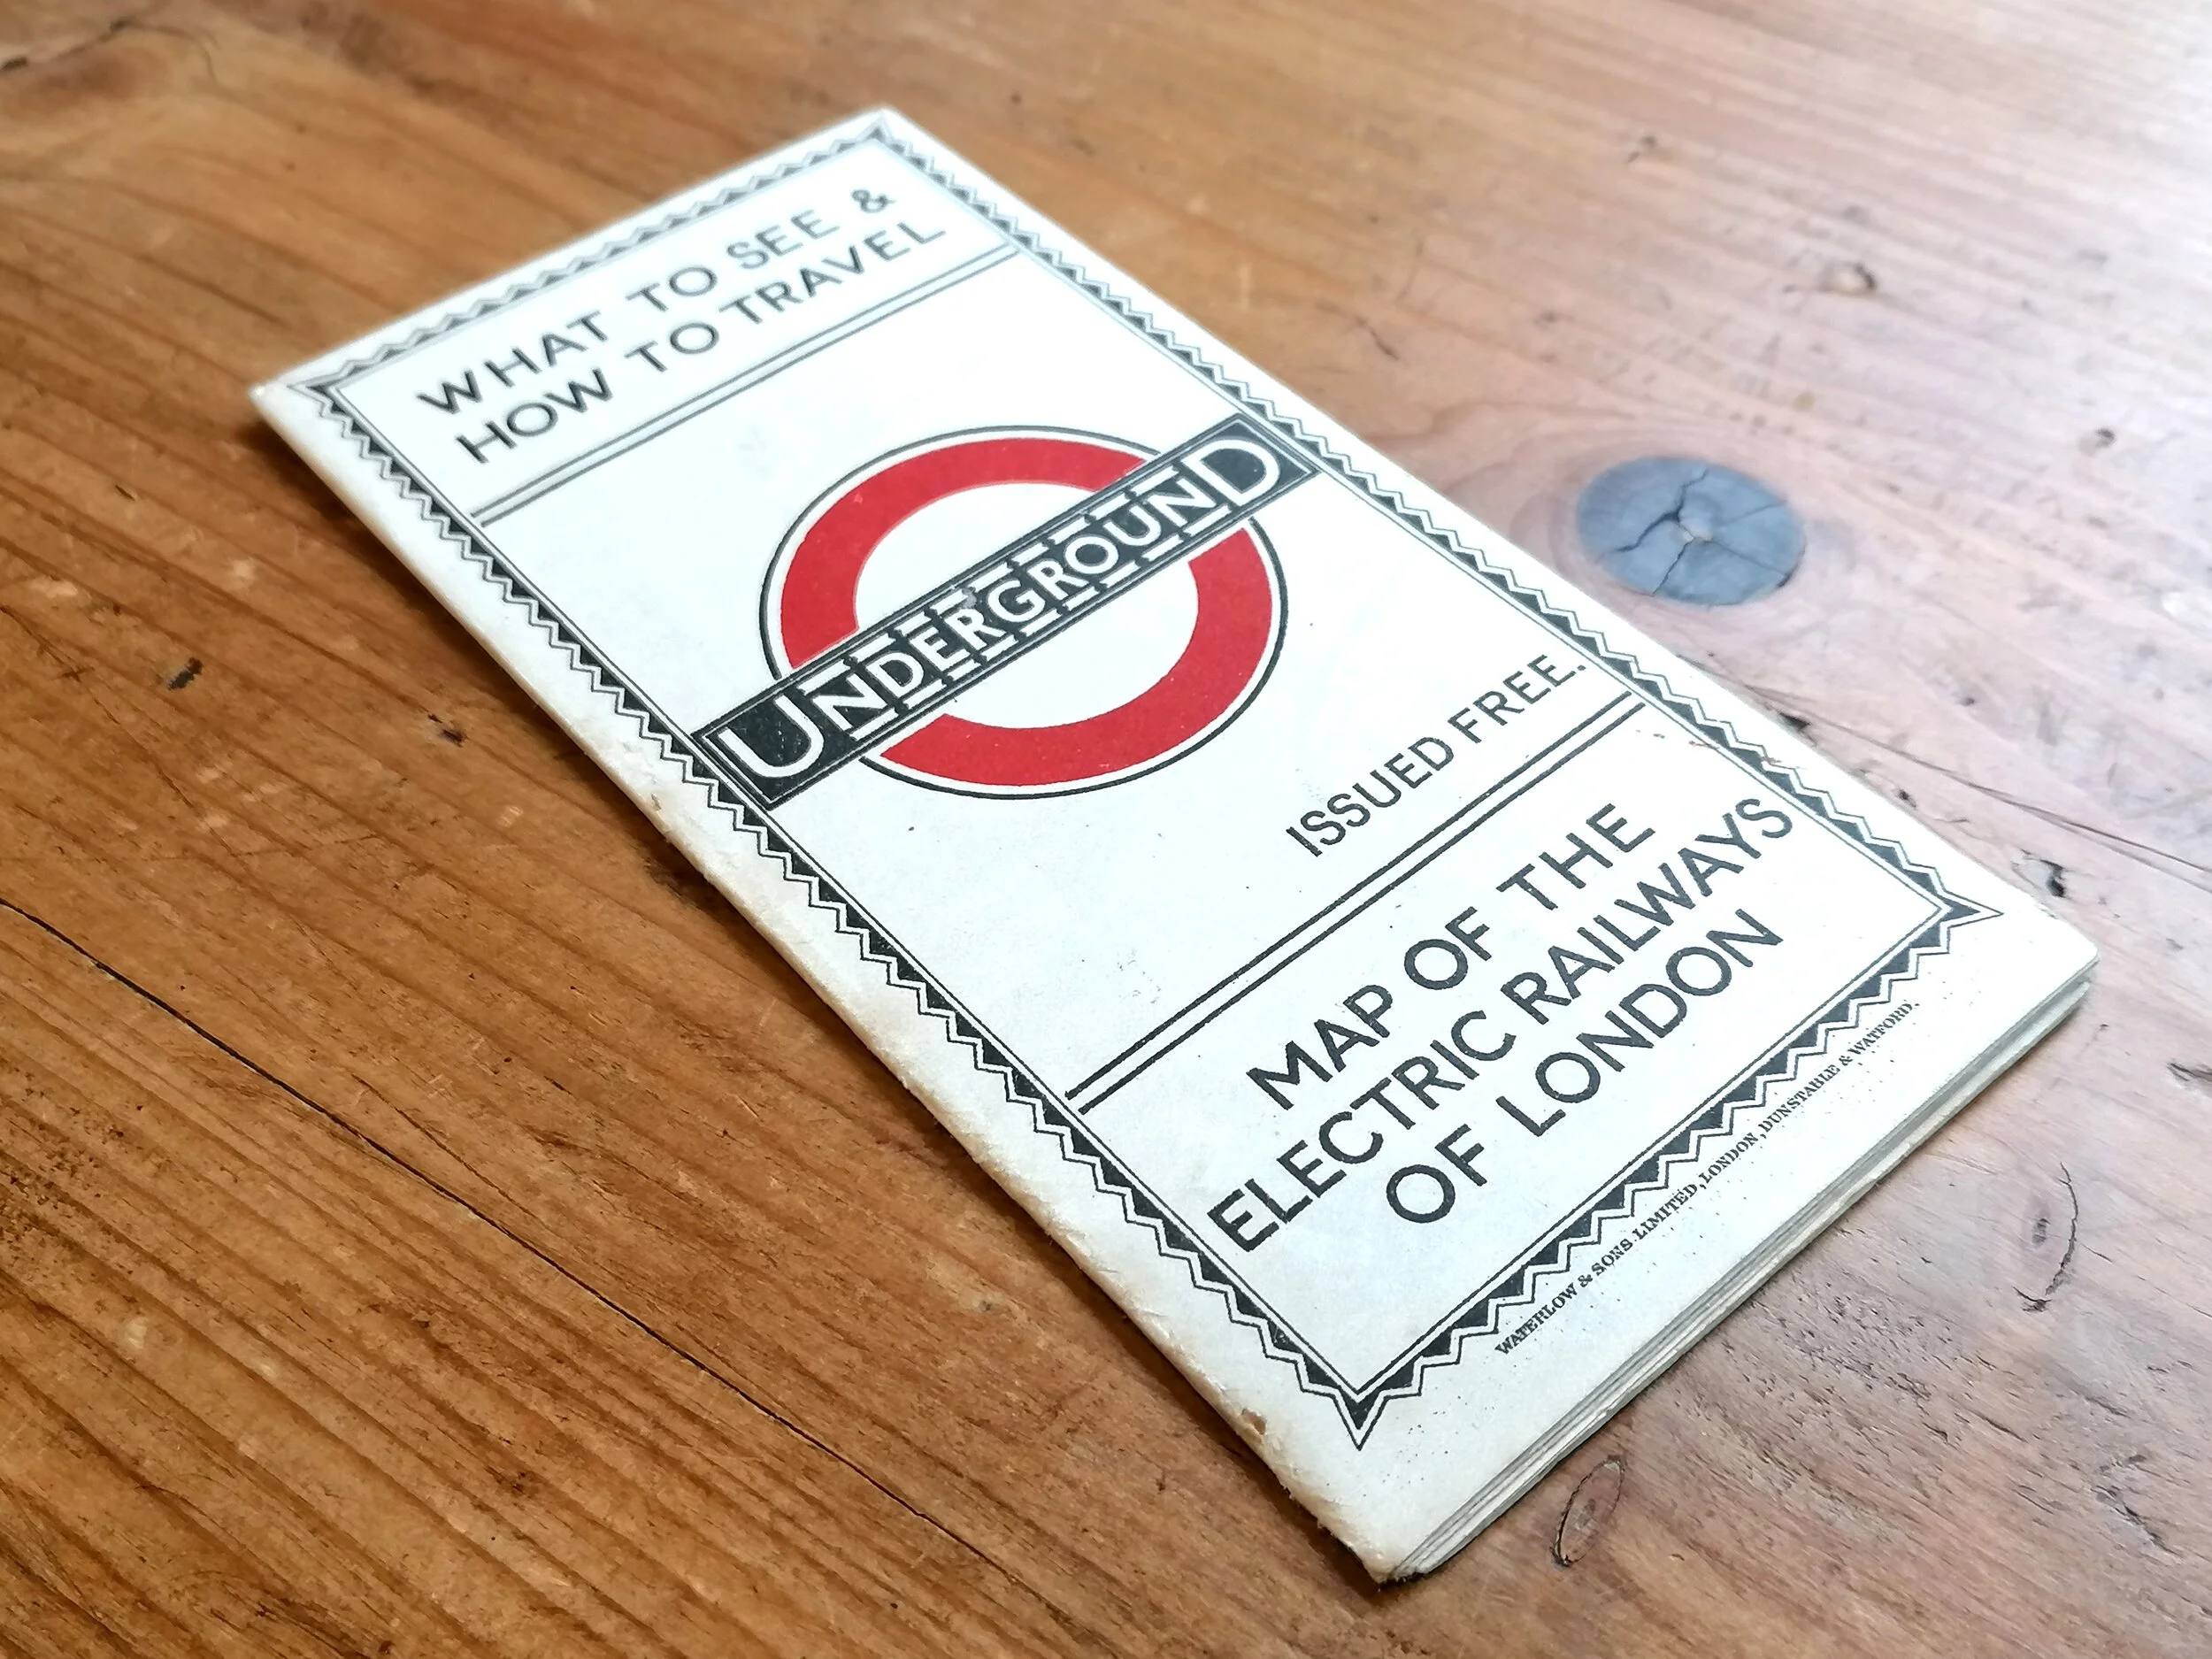 WHAT TO SEE &
HOW TO TRAVEL
UNDERGROUND
ISSUED FREE.
MAP OF THE
ELECTRIC RAILWAYS
OF LONDON
WATERLOW & SONS LIMITED, LONDON, DUNSTABLE & WATFORD.